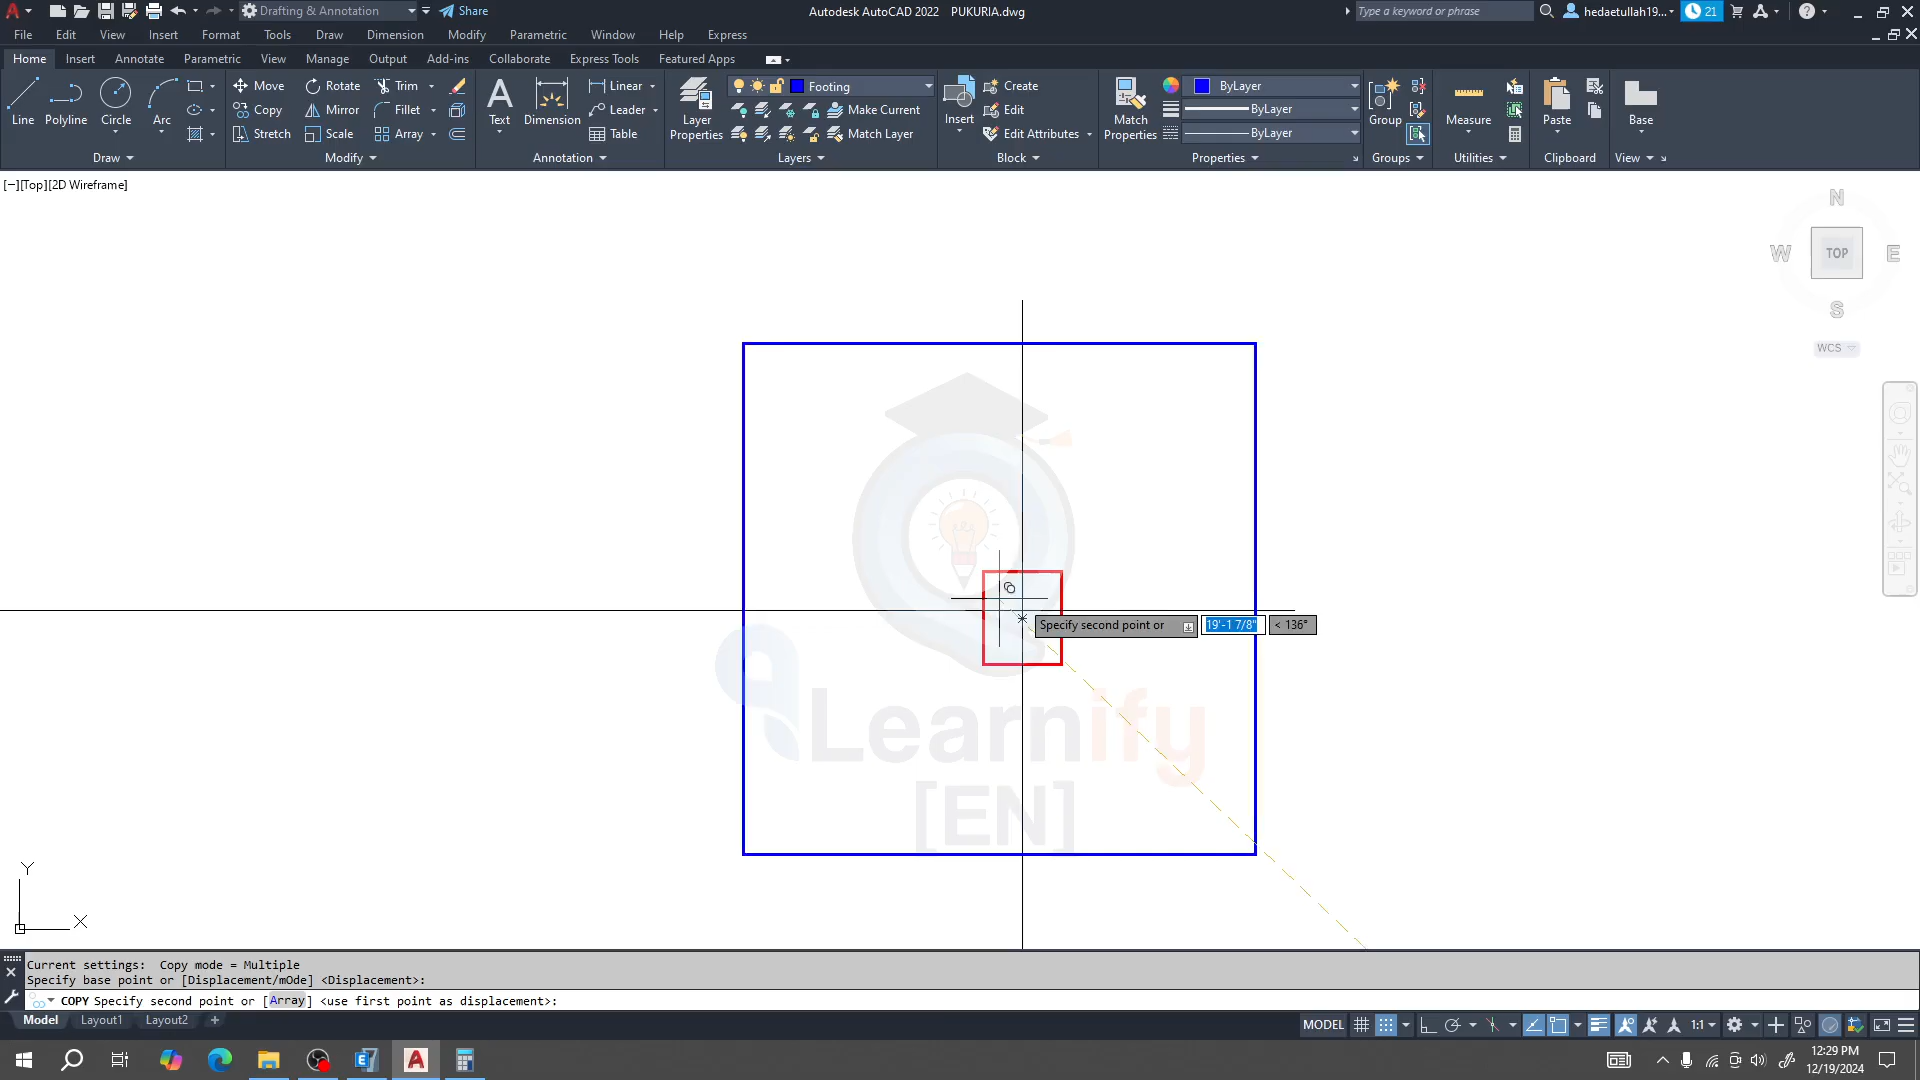 Drafting & Annotation
Share
Autodesk AutoCAD 2022 PUKURIA.dwg
Type a keyword or phrase
hedaetullah19...
21
File Edit View Insert Format Tools Draw Dimension Modify Parametric Window Help Express
Home Insert Annotate Parametric View Manage Output Add-ins Collaborate Express Tools Featured Apps
Line
Polyline
Circle
Arc
Draw
Move Rotate Trim
Copy Mirror Fillet
Stretch Scale Array
Modify
Text
Dimension
Linear
Leader
Table
Annotation
Layer
Properties
Footing
Make Current
Match Layer
Layers
Insert
Create
Edit
Edit Attributes
Block
Match
Properties
ByLayer
ByLayer
ByLayer
Properties
Group
Groups
Measure
Utilities
Paste
Clipboard
Base
View
[−][Top][2D Wireframe]
N
W
TOP
E
S
WCS
Specify second point or
19'-1 7/8"
< 136°
Learnify
[EN]
Y
X
Current settings: Copy mode = Multiple
Specify base point or [Displacement/mOde] <Displacement>:
COPY Specify second point or [Array] <use first point as displacement>:
Model Layout1 Layout2 +
MODEL
1:1
12:29 PM
12/19/2024